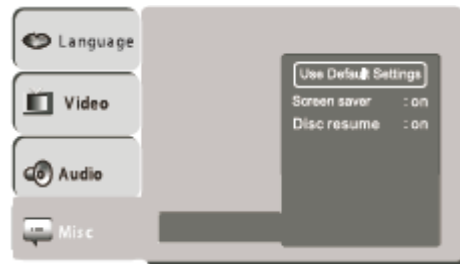 Language
Video
Audio
Misc
Use Default Settings
Screen saver : on
Disc resume : on